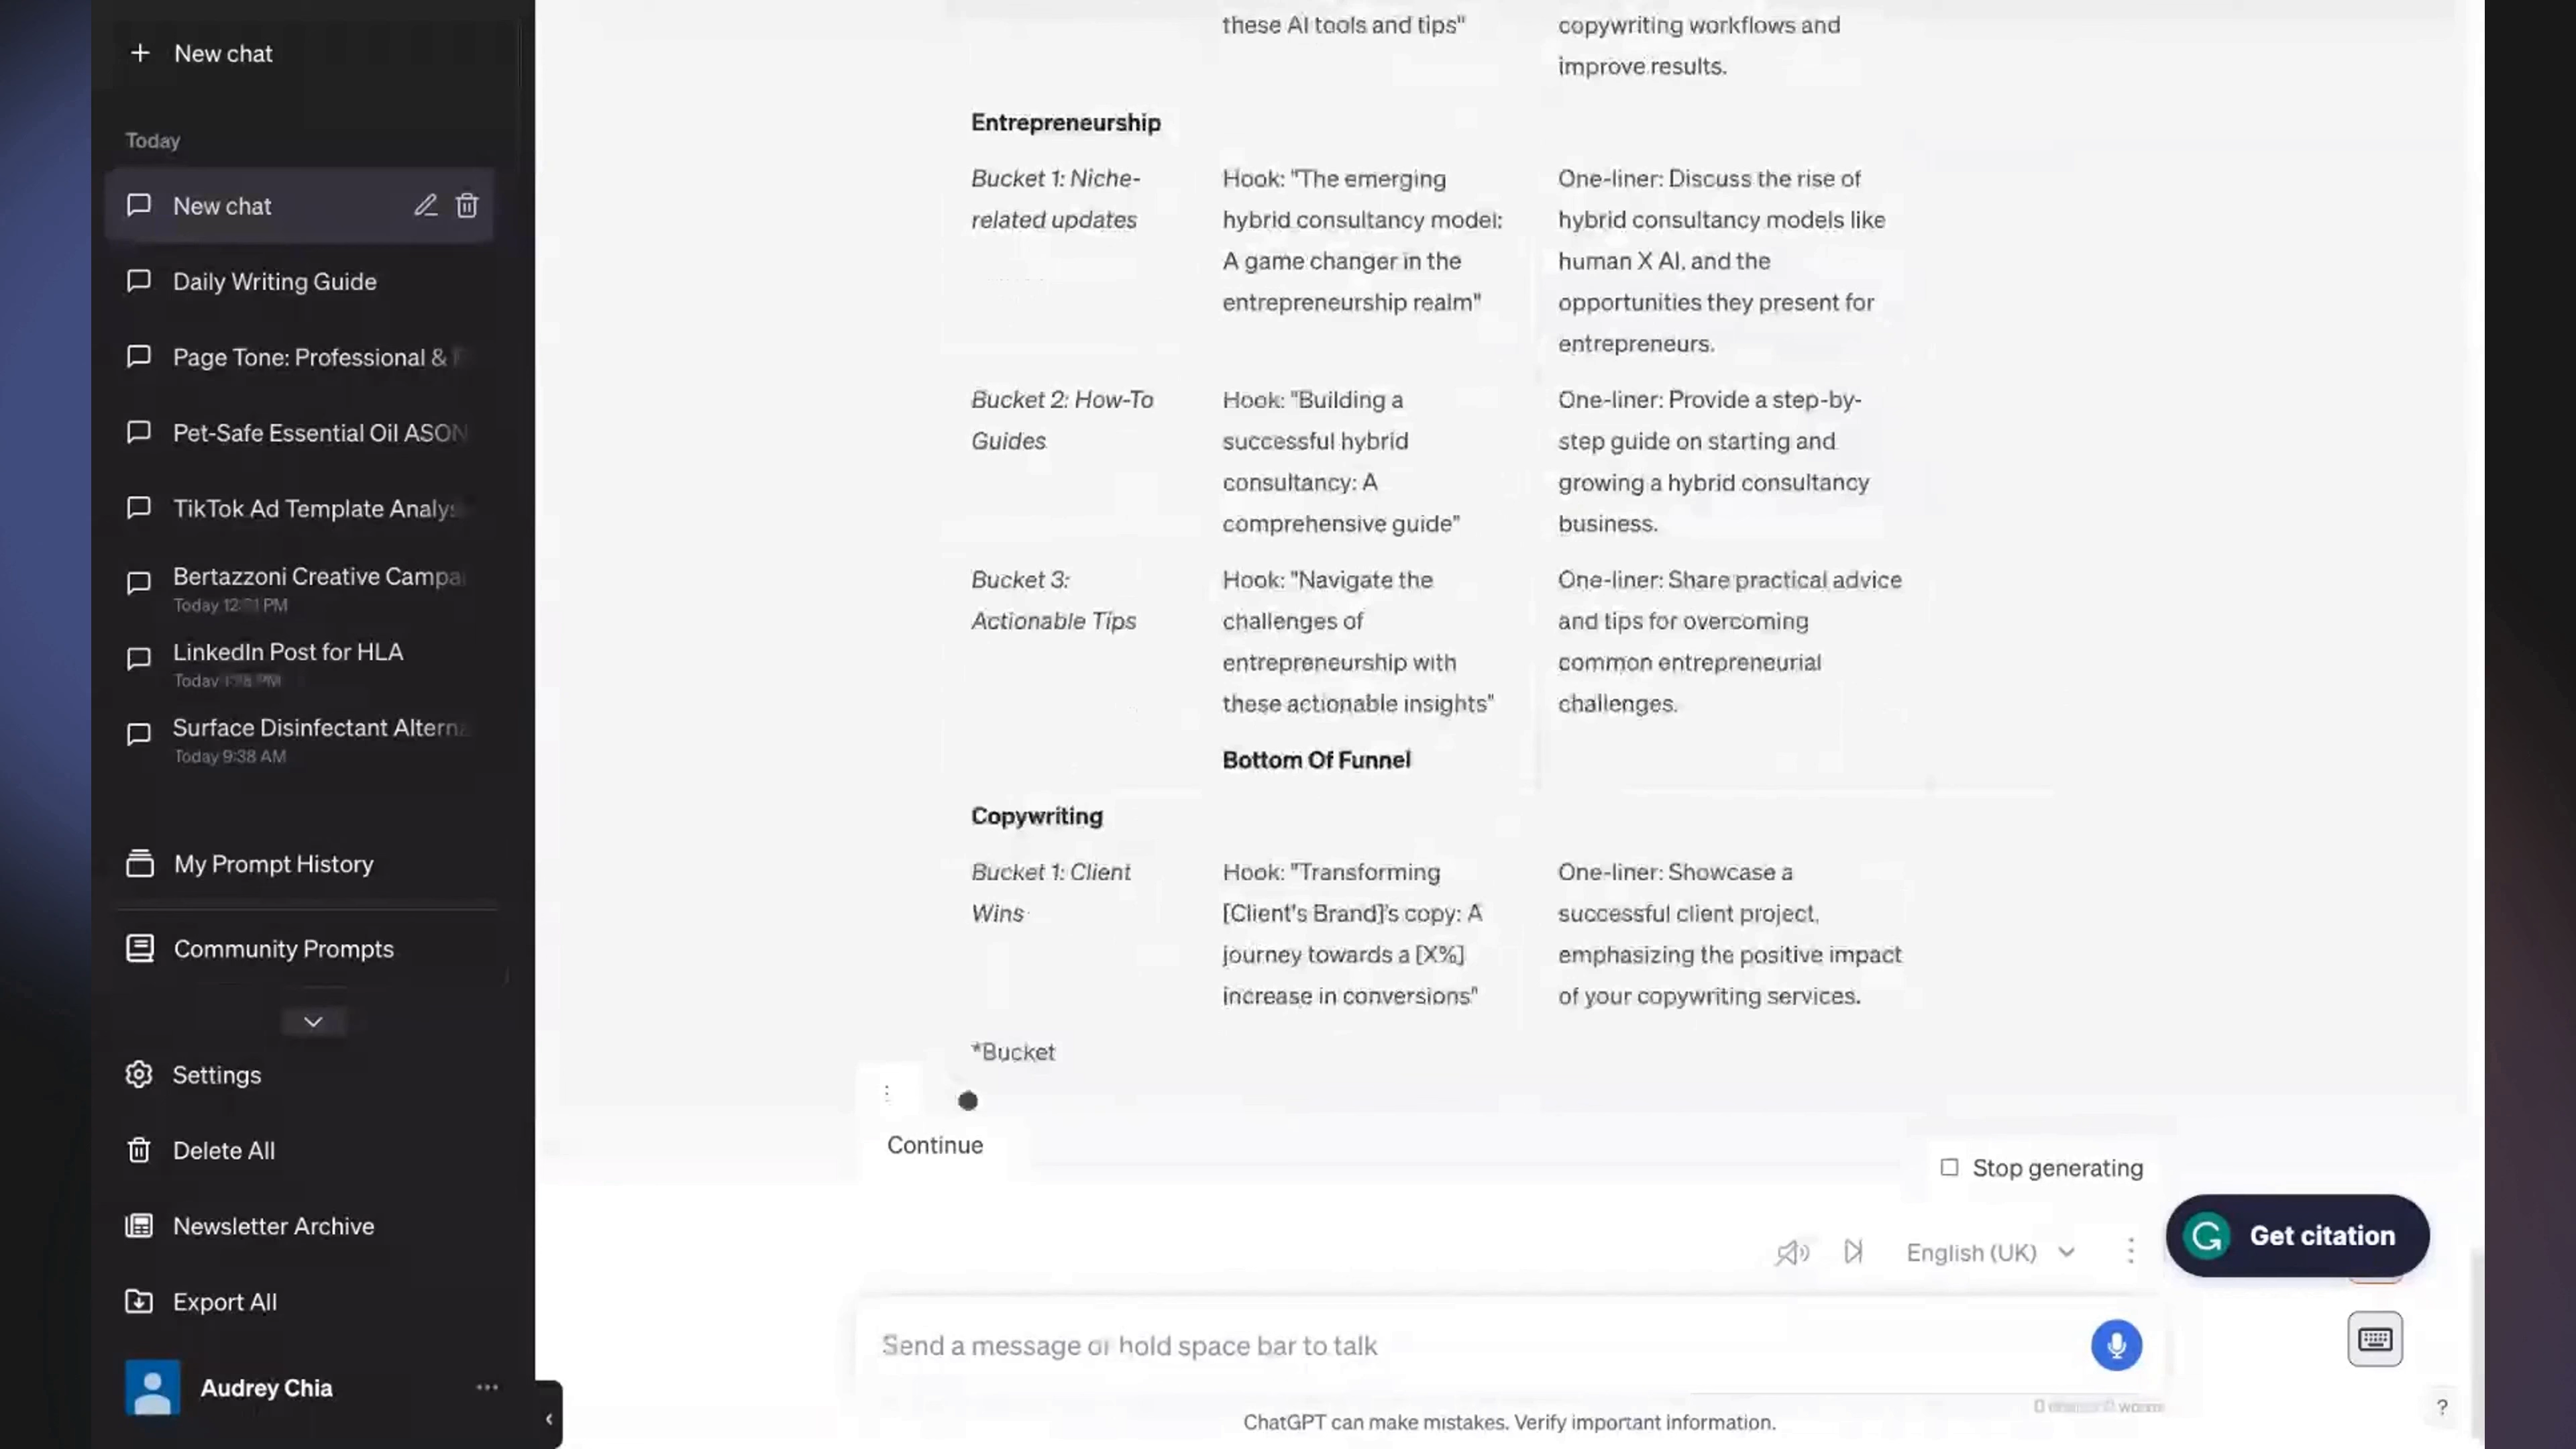 New chat
Today
New chat
Daily Writing Guide
Page Tone: Professional &
Pet-Safe Essential Oil ASON
TikTok Ad Template Analys
Bertazzoni Creative Campa
Today PM
LinkedIn Post for HLA
Today PM
Surface Disinfectant Alterna
Today 9:38 AM
My Prompt History
Community Prompts
Settings
Delete All
Newsletter Archive
Export All
Audrey Chia
these AI tools and tips"
copywriting workflows and
improve results.
Entrepreneurship
Bucket 1: Niche-
related updates
Hook: "The emerging
hybrid consultancy model:
A game changer in the
entrepreneurship realm"
One-liner: Discuss the rise of
hybrid consultancy models like
human X AI, and the
opportunities they present for
entrepreneurs.
Bucket 2: How-To
Guides
Hook: "Building a
successful hybrid
consultancy: A
comprehensive guide"
One-liner: Provide a step-by-
step guide on starting and
growing a hybrid consultancy
business.
Bucket 3:
Actionable Tips
Hook: "Navigate the
challenges of
entrepreneurship with
these actionable insights"
One-liner: Share practical advice
and tips for overcoming
common entrepreneurial
challenges.
Bottom Of Funnel
Copywriting
Bucket 1: Client
Wins
Hook: "Transforming
[Client's Brand]'s copy: A
journey towards a [X%]
increase in conversions"
One-liner: Showcase a
successful client project,
emphasizing the positive impact
of your copywriting services.
*Bucket
Continue
Stop generating
English (UK)
Get citation
Send a message or hold space bar to talk
ChatGPT can make mistakes. Verify important information.
?